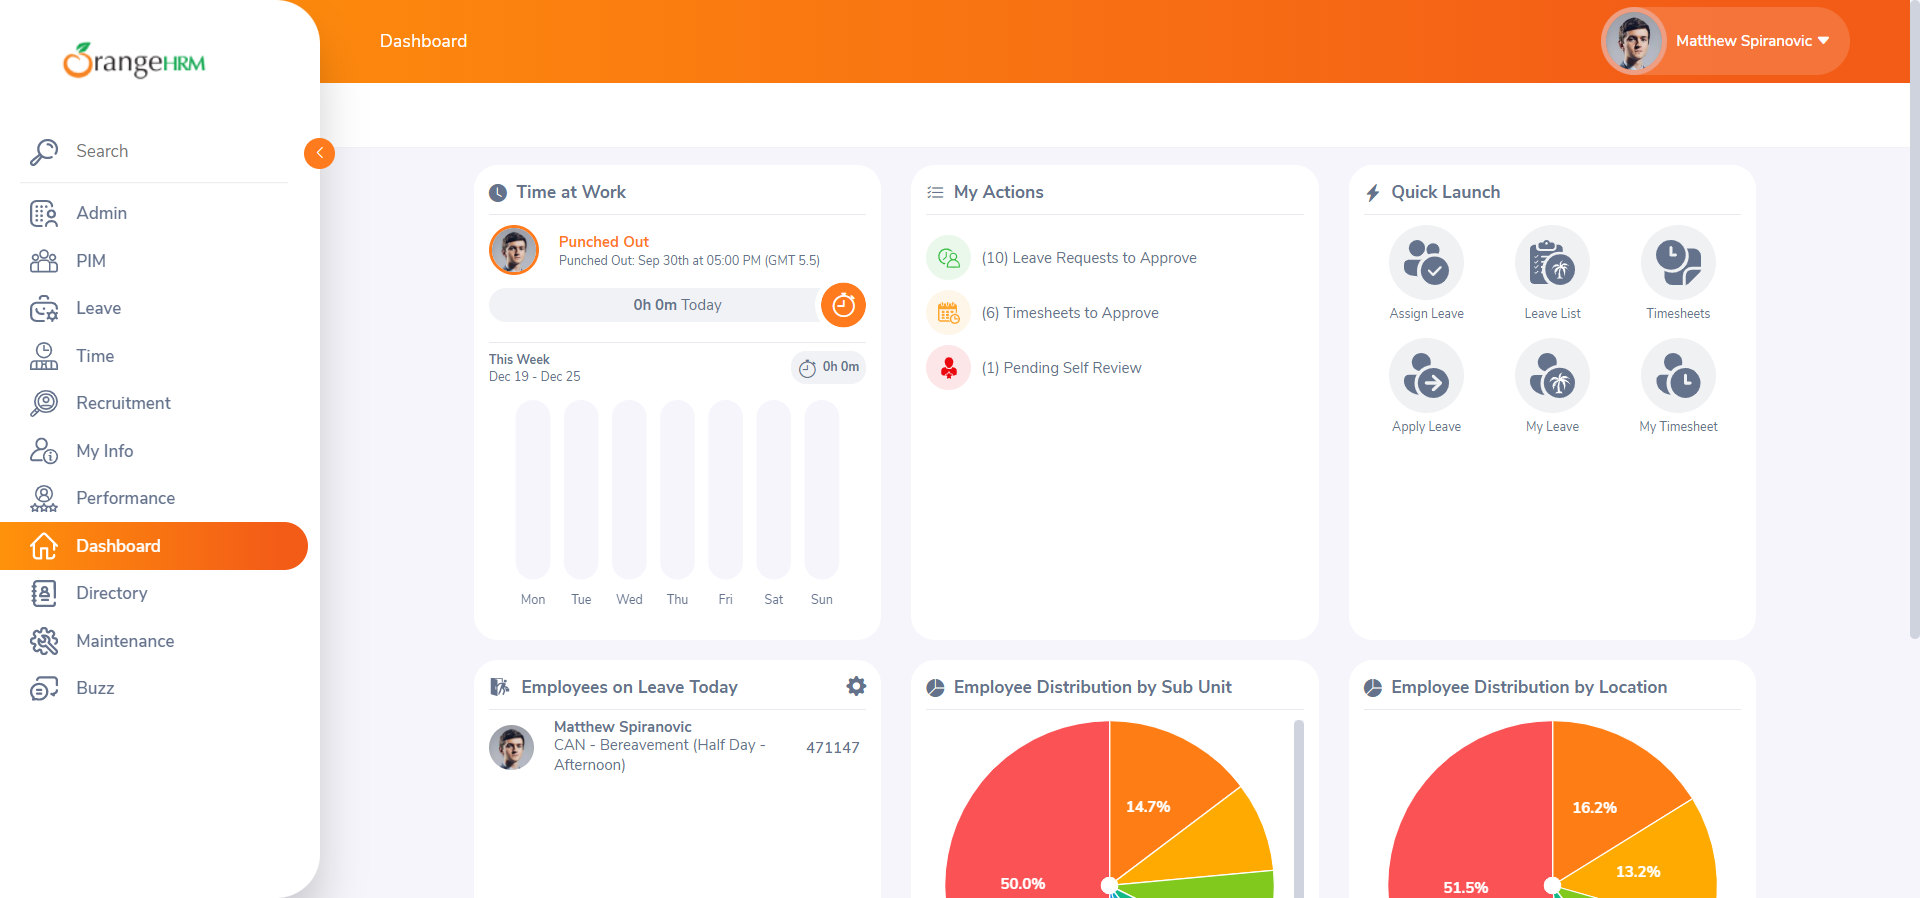 OrangeHRM
Dashboard
Matthew Spiranovic
Search
Admin
PIM
Leave
Time
Recruitment
My Info
Performance
Dashboard
Directory
Maintenance
Buzz
Time at Work
Punched Out
Punched Out: Sep 30th at 05:00 PM (GMT 5.5)
0h 0m Today
This Week
Dec 19 - Dec 25
0h 0m
Mon Tue Wed Thu Fri Sat Sun
My Actions
(10) Leave Requests to Approve
(6) Timesheets to Approve
(1) Pending Self Review
Quick Launch
Assign Leave Leave List Timesheets
Apply Leave My Leave My Timesheet
Employees on Leave Today
Matthew Spiranovic
CAN - Bereavement (Half Day -
Afternoon)
471147
Employee Distribution by Sub Unit
14.7%
50.0%
Employee Distribution by Location
16.2%
13.2%
51.5%